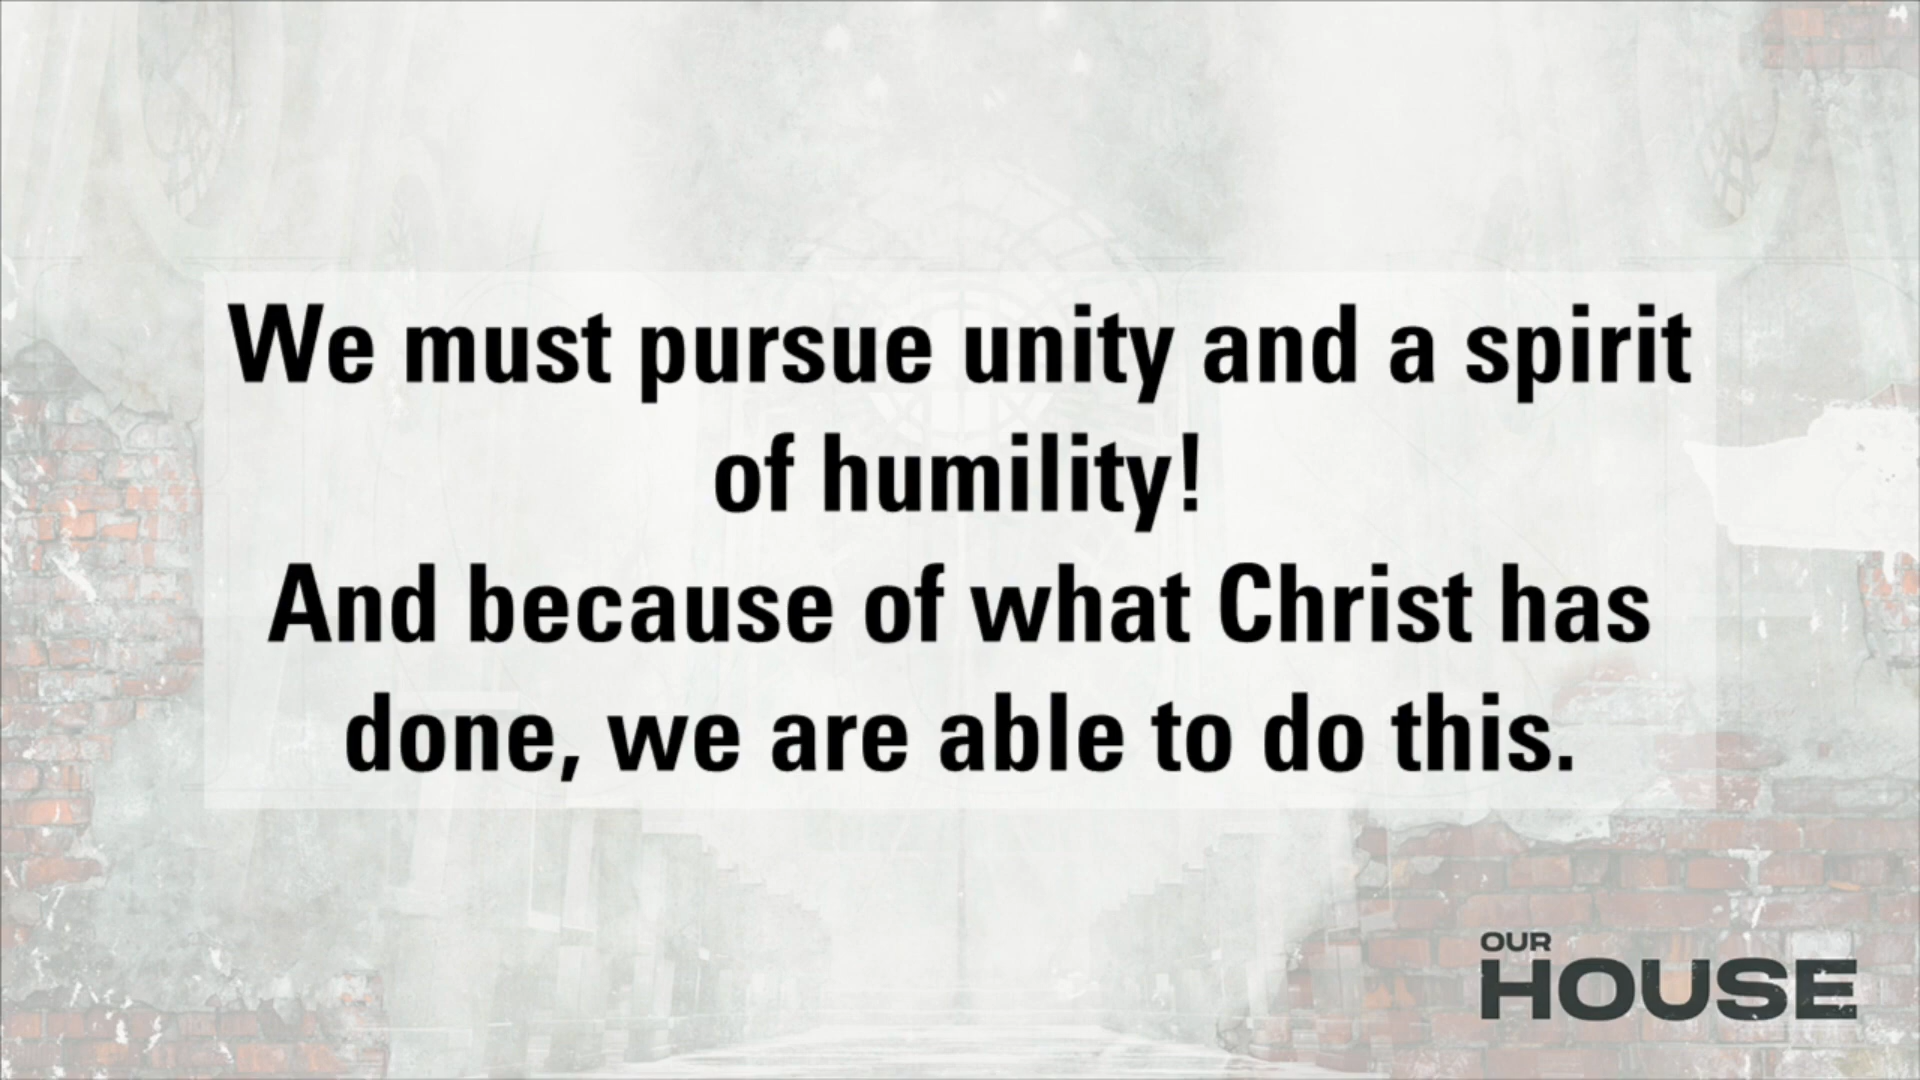 We must pursue unity and a spirit
of humility!
And because of what Christ has
done, we are able to do this.
OUR
HOUSE